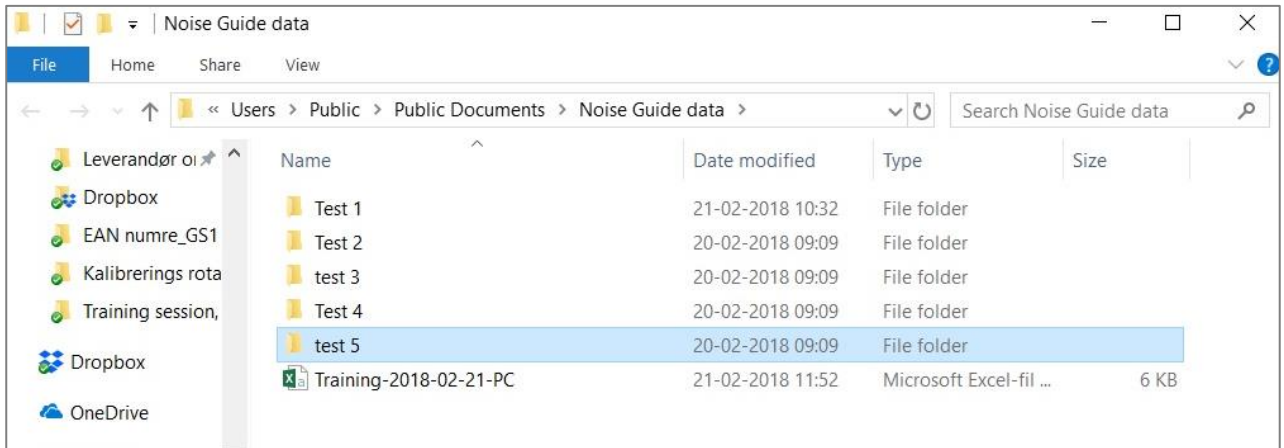 Noise Guide data
File Home Share View
« Users > Public > Public Documents > Noise Guide data > Search Noise Guide data
Name Date modified Type Size
Leverandør
Dropbox
EAN numre_GS1
Kalibrerings rota
Training session,
Dropbox
OneDrive
Test 1 21-02-2018 10:32 File folder
Test 2 20-02-2018 09:09 File folder
test 3 20-02-2018 09:09 File folder
Test 4 20-02-2018 09:09 File folder
test 5 20-02-2018 09:09 File folder
Training-2018-02-21-PC 21-02-2018 11:52 Microsoft Excel-fil ... 6 KB